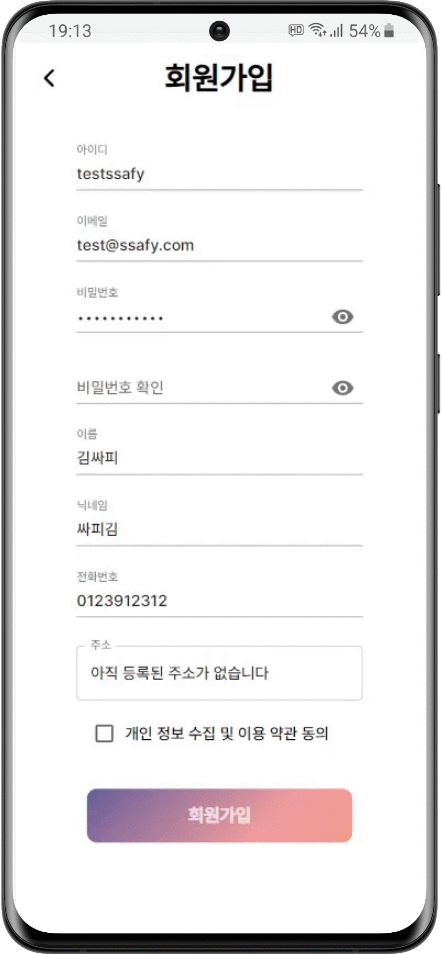 19:13
HD 54%
회원가입
아이디
testssafy
이메일
test@ssafy.com
비밀번호
•••••••••••
비밀번호 확인
이름
김싸피
닉네임
싸피김
전화번호
0123912312
주소
아직 등록된 주소가 없습니다
개인 정보 수집 및 이용 약관 동의
회원가입